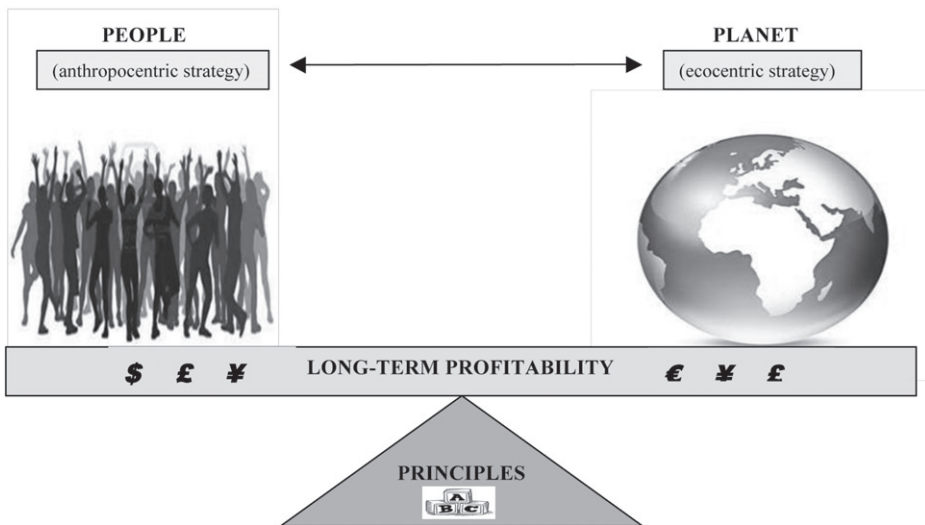 PEOPLE
(anthropocentric strategy)
PLANET
(ecocentric strategy)
$ £ ¥ LONG-TERM PROFITABILITY € ¥ £
PRINCIPLES
A
B C